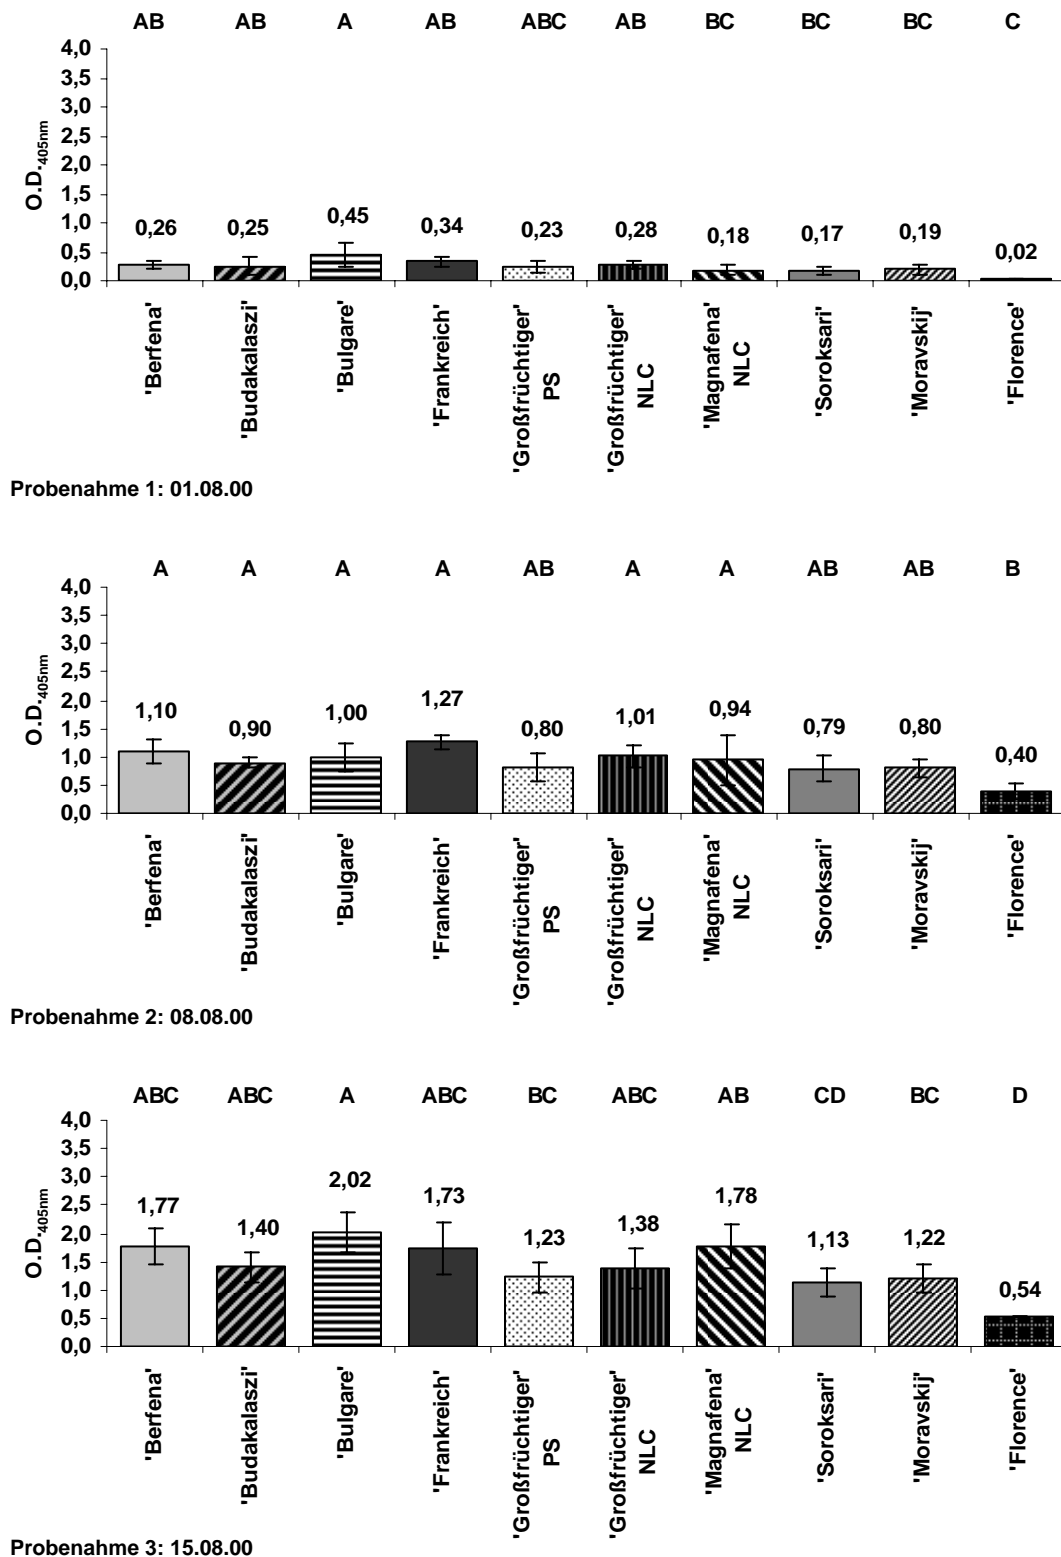 AB AB A AB ABC AB BC BC BC C
4,0
3,5
3,0
2,5
2,0
1,5
1,0
0,5
0,0
O.D.405nm
0,26 0,25 0,45 0,34 0,23 0,28 0,18 0,17 0,19 0,02
'Berfena'
'Budakalaszi'
'Bulgare'
'Frankreich'
'Großfrüchtiger'
PS
'Großfrüchtiger'
NLC
'Magnafena'
NLC
'Soroksari'
'Moravskij'
'Florence'
Probenahme 1: 01.08.00
A A A A AB A A AB AB B
4,0
3,5
3,0
2,5
2,0
1,5
1,0
0,5
0,0
O.D.405nm
1,10 0,90 1,00 1,27 0,80 1,01 0,94 0,79 0,80 0,40
'Berfena'
'Budakalaszi'
'Bulgare'
'Frankreich'
'Großfrüchtiger'
PS
'Großfrüchtiger'
NLC
'Magnafena'
NLC
'Soroksari'
'Moravskij'
'Florence'
Probenahme 2: 08.08.00
ABC ABC A ABC BC ABC AB CD BC D
4,0
3,5
3,0
2,5
2,0
1,5
1,0
0,5
0,0
O.D.405nm
1,77 1,40 2,02 1,73 1,23 1,38 1,78 1,13 1,22 0,54
'Berfena'
'Budakalaszi'
'Bulgare'
'Frankreich'
'Großfrüchtiger'
PS
'Großfrüchtiger'
NLC
'Magnafena'
NLC
'Soroksari'
'Moravskij'
'Florence'
Probenahme 3: 15.08.00